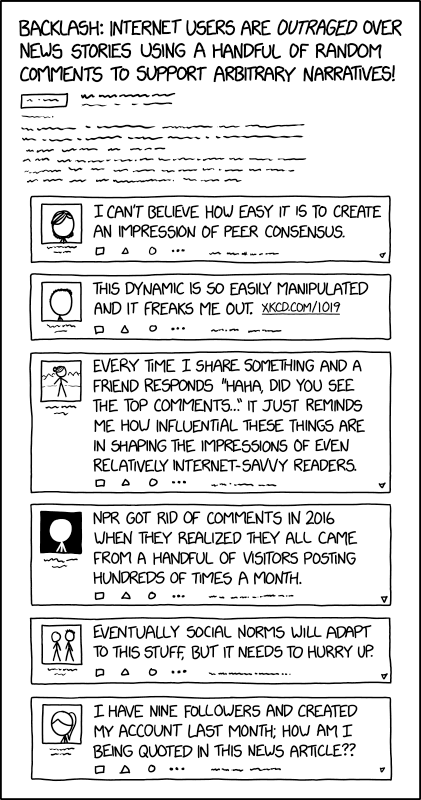 BACKLASH: INTERNET USERS ARE OUTRAGED OVER
NEWS STORIES USING A HANDFUL OF RANDOM
COMMENTS TO SUPPORT ARBITRARY NARRATIVES!
I CAN'T BELIEVE HOW EASY IT IS TO CREATE
AN IMPRESSION OF PEER CONSENSUS.
THIS DYNAMIC IS SO EASILY MANIPULATED
AND IT FREAKS ME OUT. XKCD.COM/1019
EVERY TIME I SHARE SOMETHING AND A
FRIEND RESPONDS "HAHA, DID YOU SEE
THE TOP COMMENTS..." IT JUST REMINDS
ME HOW INFLUENTIAL THESE THINGS ARE
IN SHAPING THE IMPRESSIONS OF EVEN
RELATIVELY INTERNET-SAVVY READERS.
NPR GOT RID OF COMMENTS IN 2016
WHEN THEY REALIZED THEY ALL CAME
FROM A HANDFUL OF VISITORS POSTING
HUNDREDS OF TIMES A MONTH.
EVENTUALLY SOCIAL NORMS WILL ADAPT
TO THIS STUFF, BUT IT NEEDS TO HURRY UP.
I HAVE NINE FOLLOWERS AND CREATED
MY ACCOUNT LAST MONTH; HOW AM I
BEING QUOTED IN THIS NEWS ARTICLE??